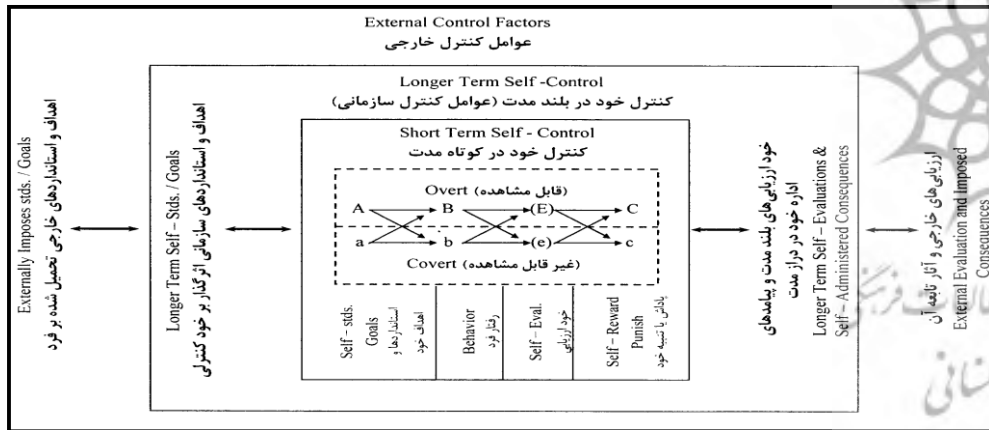 External Control Factors
عوامل کنترل خارجی
Longer Term Self -Control
کنترل خود در بلند مدت (عوامل کنترل سازمانی)
Short Term Self - Control
کنترل خود در کوتاه مدت
Overt (قابل مشاهده)
A B (E) C
a b (e) c
Covert (غیر قابل مشاهده)
Self – stds.
Goals
استانداردها و
اهداف خود
Behavior
رفتار فرد
Self – Eval.
خود ارزیابی
Self – Reward
Punish
پاداش یا تنبیه خود
Externally Imposes stds. / Goals
اهداف و استانداردهای خارجی تحمیل شده بر فرد
Longer Term Self – Stds. / Goals
اهداف و استانداردهای سازمانی اثرگذار بر خود کنترلی
خود ارزیابی‌های بلند مدت و پیامدهای
اداره خود در دراز مدت
Longer Term Self – Evaluations &
Self – Administered Consequences
ارزیابی‌های خارجی و آثار تابعه آن
External Evaluation and Imposed
Consequences